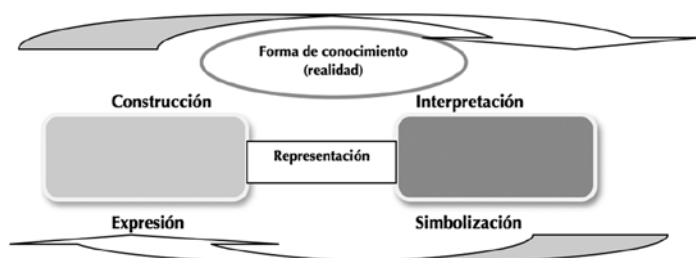 Forma de conocimiento
(realidad)
Construcción
Interpretación
Representación
Expresión
Simbolización